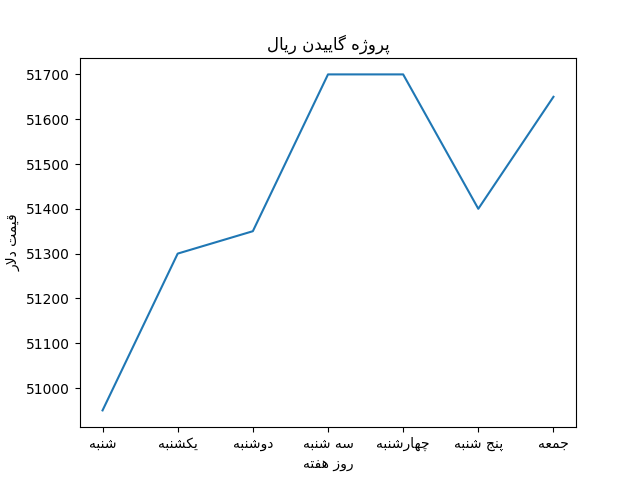 پروژه گاییدن ریال
51700
51600
51500
51400
51300
51200
51100
51000
قیمت دلار
شنبه
یکشنبه
دوشنبه
سه شنبه
چهارشنبه
پنج شنبه
جمعه
روز هفته